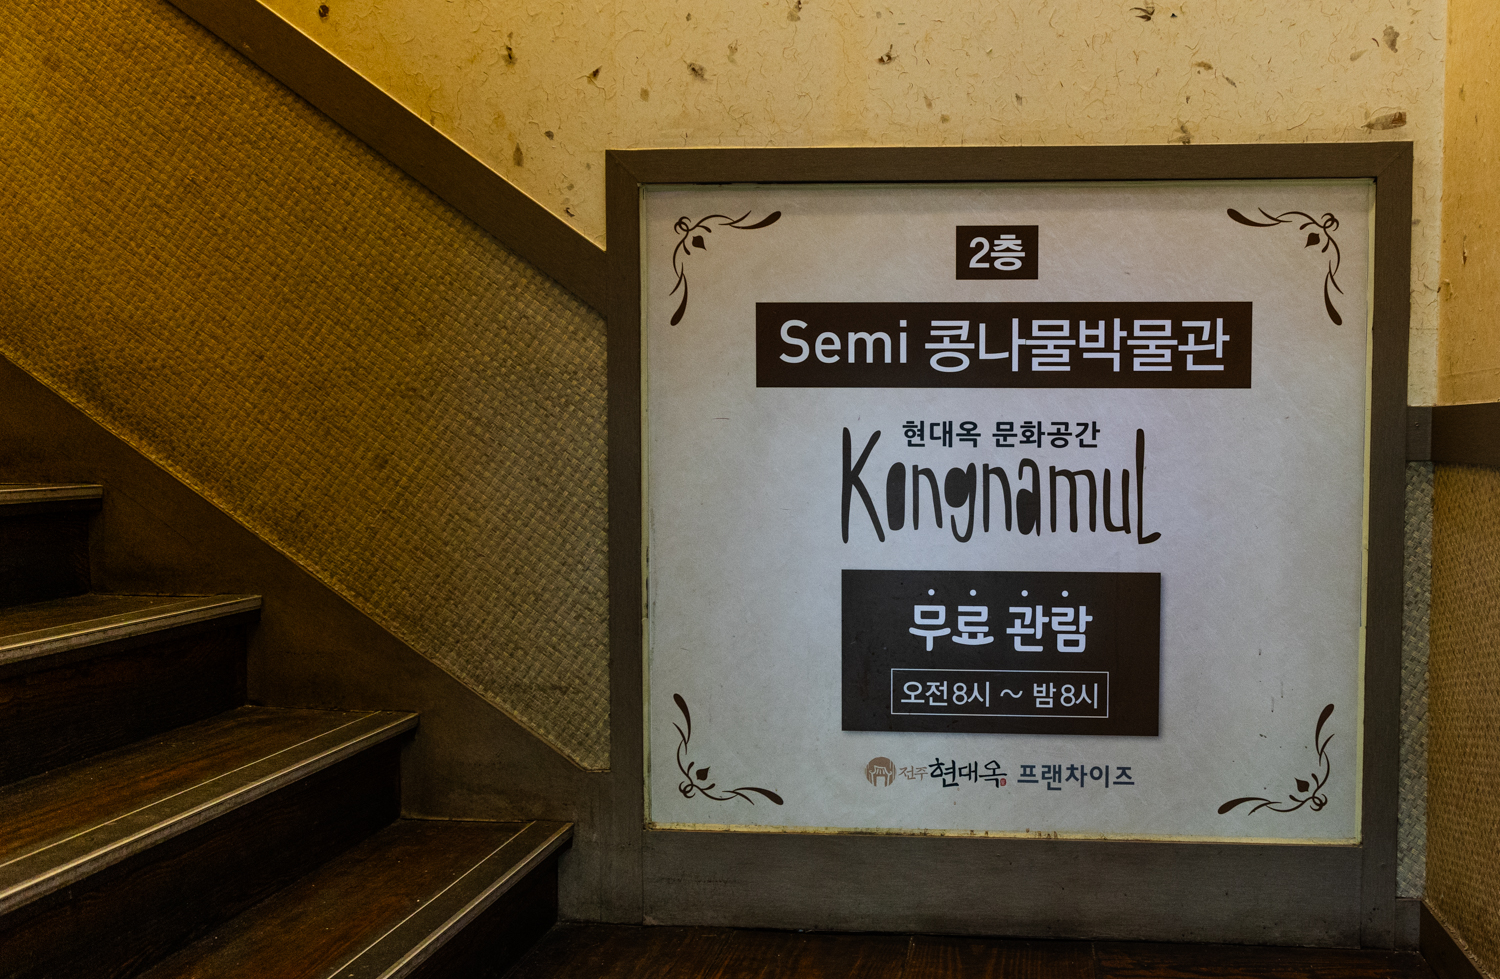 2층
Semi 콩나물박물관
현대옥 문화공간
Kongnamul
무료 관람
오전 8시 ~ 밤 8시
전주 현대옥 프랜차이즈